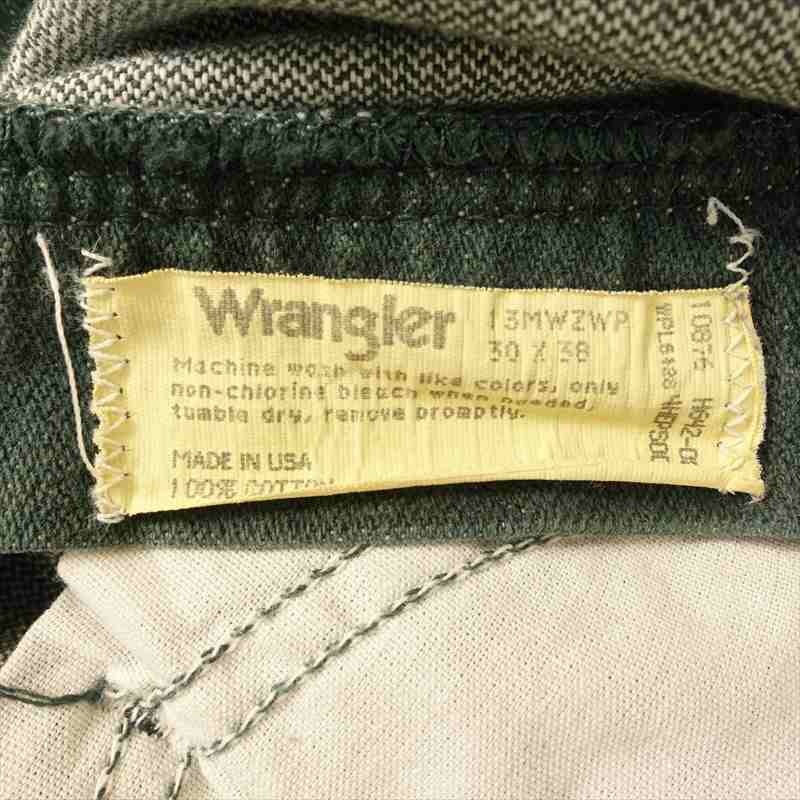 Wrangler
13MWZWP
30 X 38
Machine wash with like colors, only
non-chlorine bleach when needed,
tumble dry, remove promptly.
MADE IN USA
100% COTTON
10876 H642-01